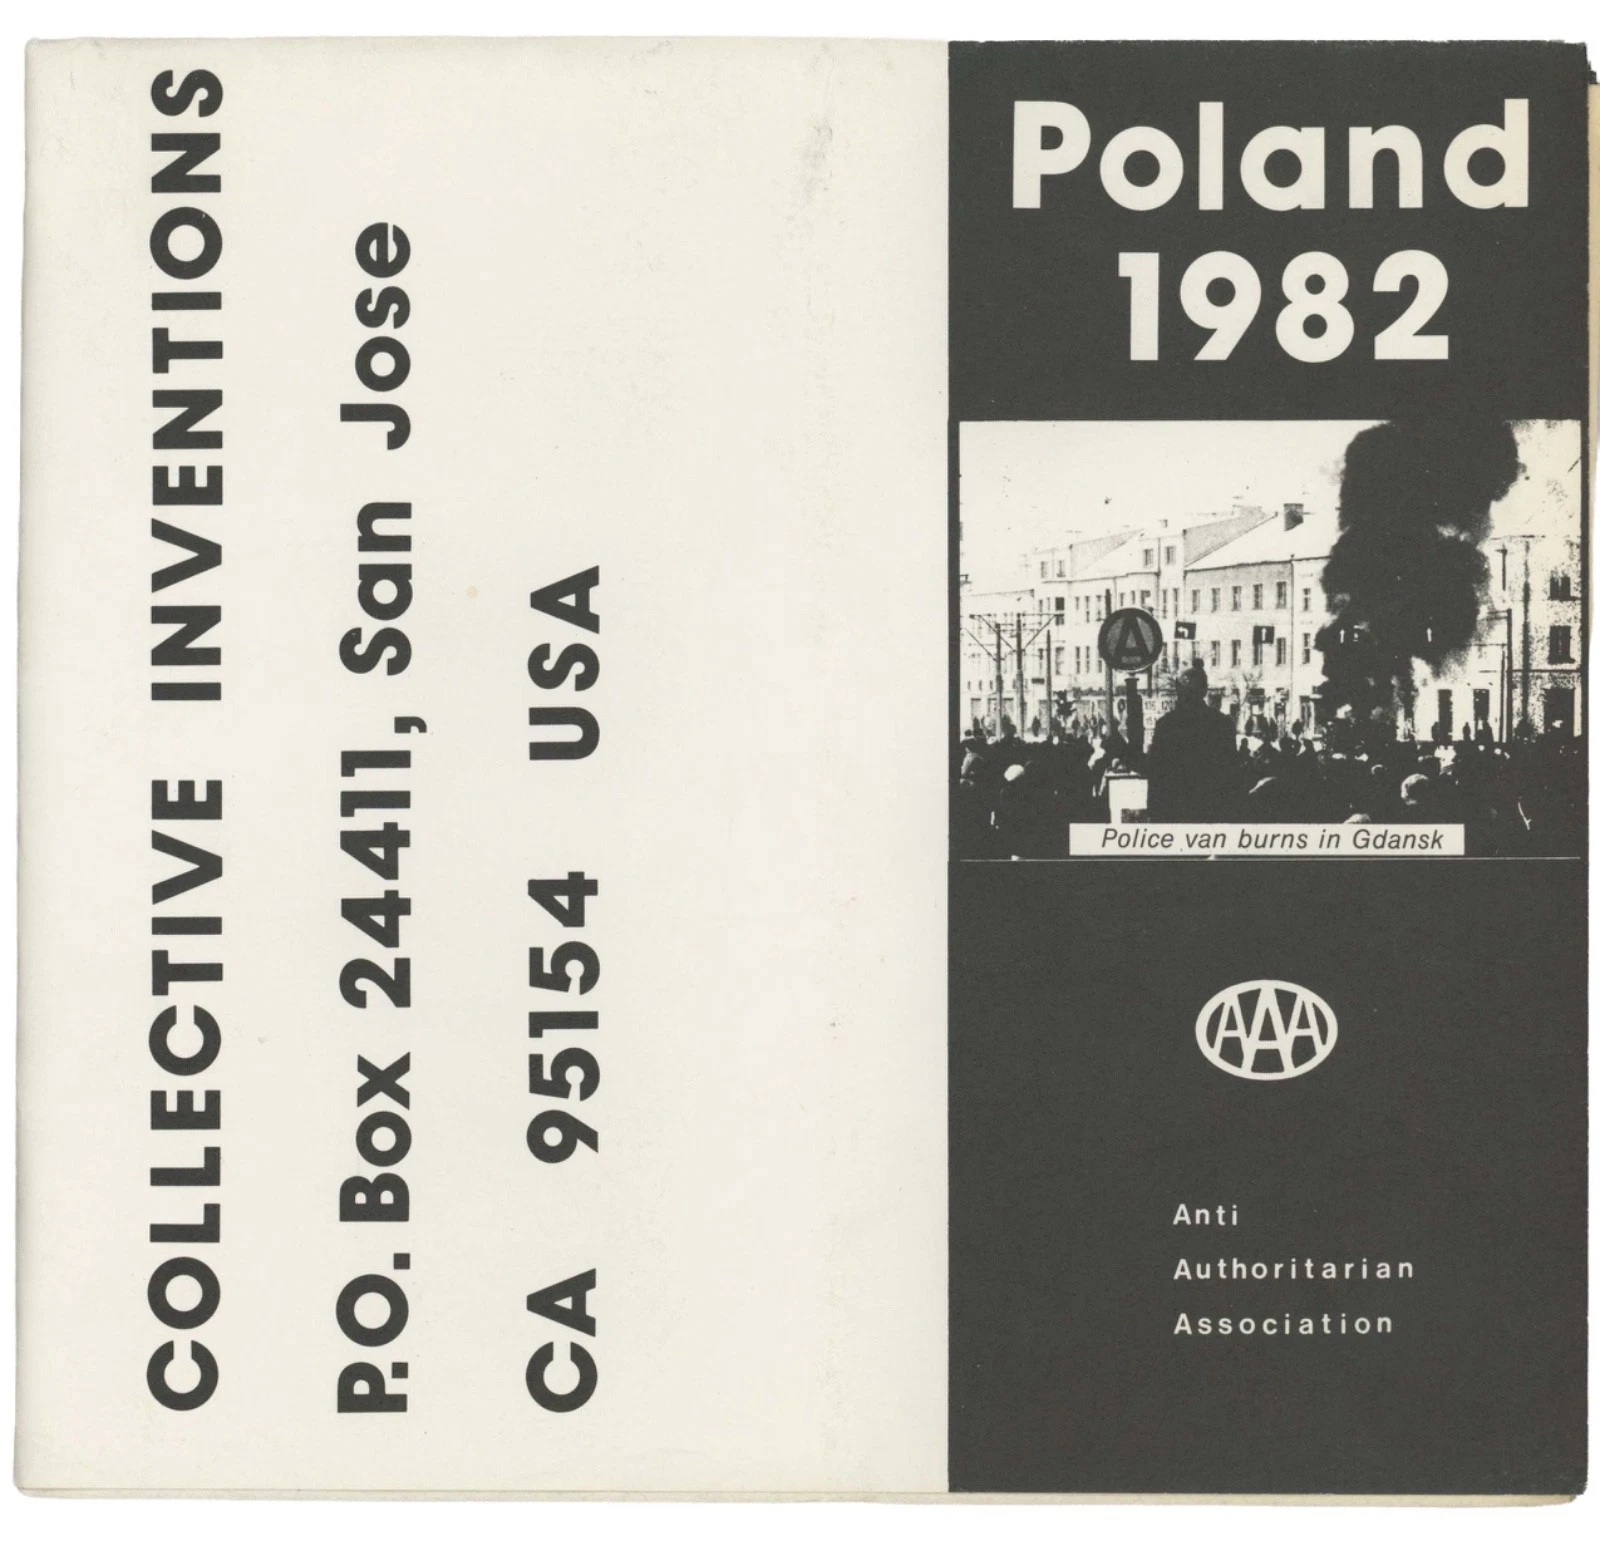 COLLECTIVE INVENTIONS
P.O. Box 24411, San Jose
CA 95154 USA
Poland
1982
A
Police van burns in Gdansk
AAA
Anti
Authoritarian
Association